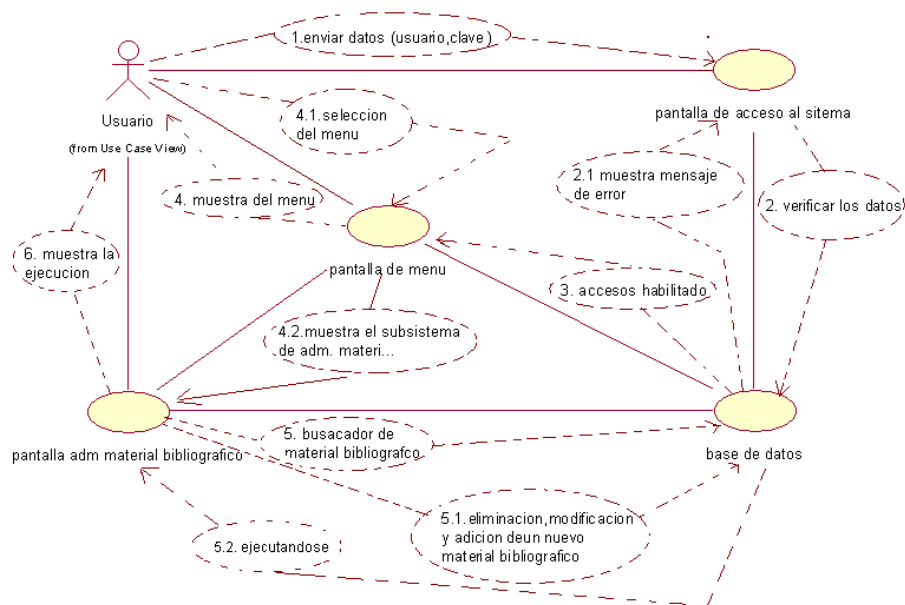 1.enviar datos (usuario,clave )
4.1.seleccion
del menu
Usuario
(from Use Case View)
pantalla de acceso al sitema
2.1 muestra mensaje
de error
4. muestra del menu
2. verificar los datos
6. muestra la
ejecucion
pantalla de menu
3. accesos habilitado
4.2.muestra el subsistema
de adm. materi...
5. busacador de
material bibliografco
pantalla adm material bibliografico
base de datos
5.1.eliminacion,modificacion
y adicion deun nuevo
material bibliografico
5.2. ejecutandose